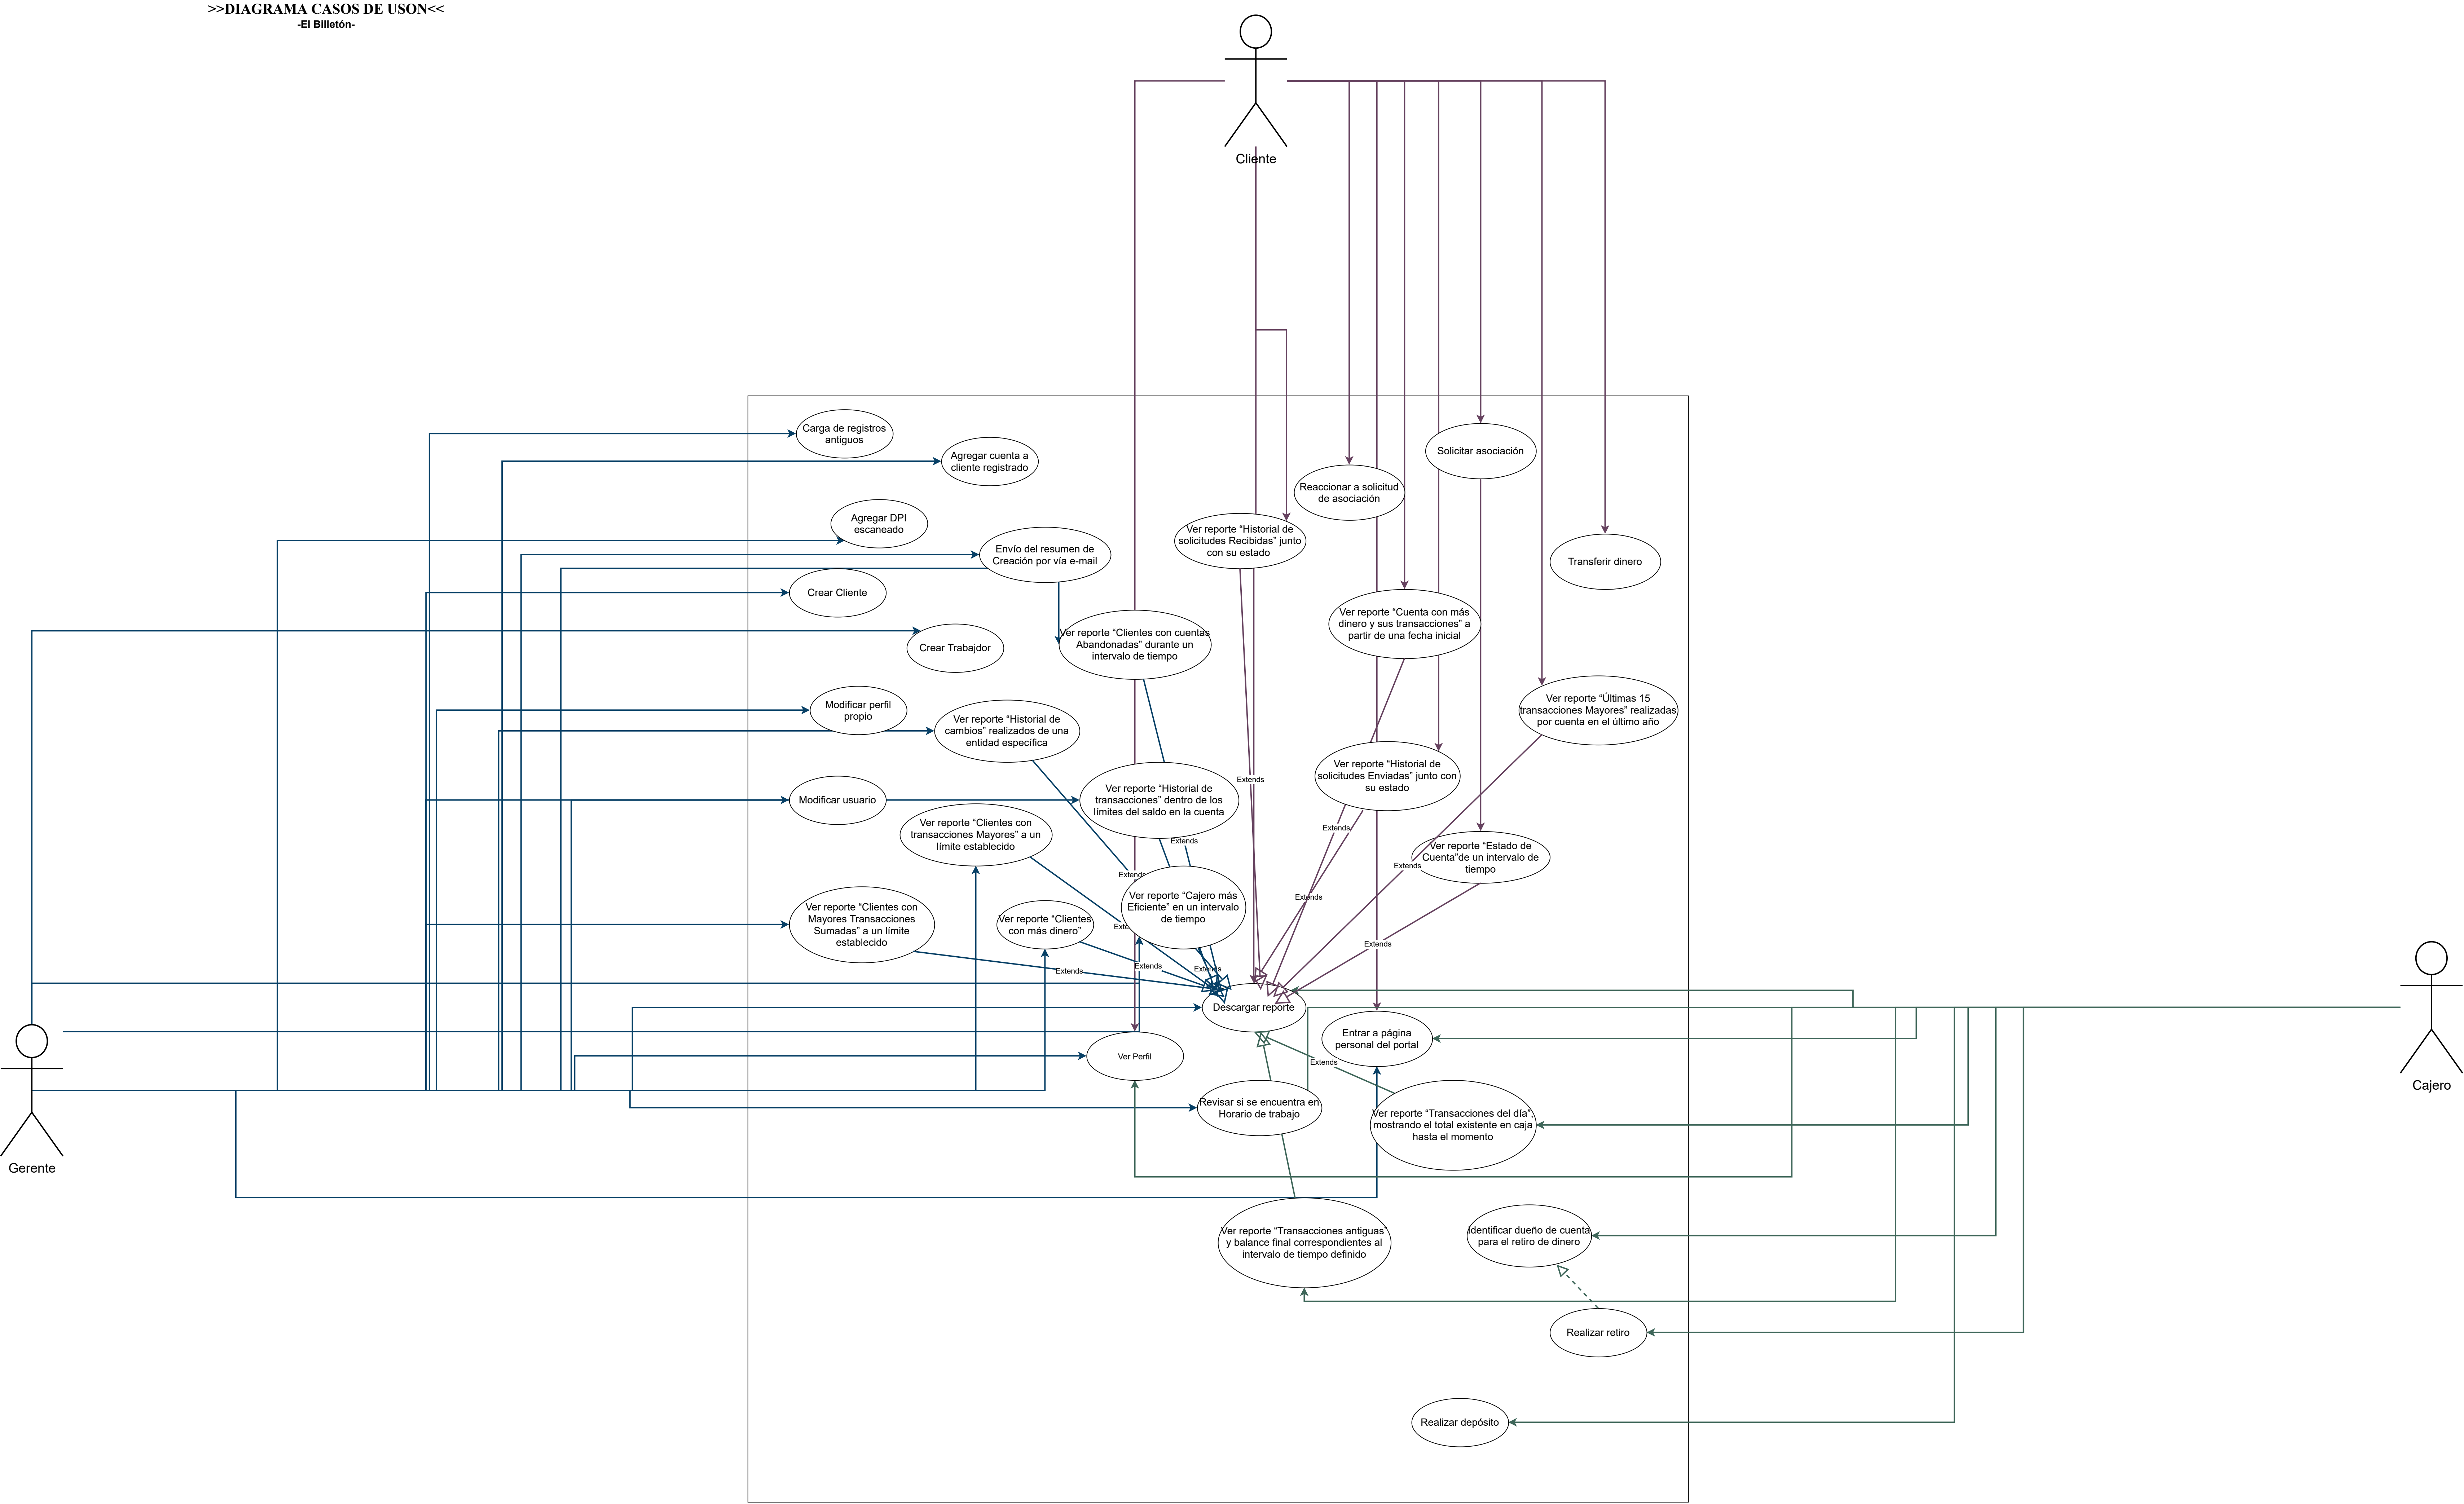 >>DIAGRAMA CASOS DE USON<<
-El Billetón-
Cliente
Carga de registros
antiguos
Agregar cuenta a
cliente registrado
Solicitar asociación
Reaccionar a solicitud
de asociación
Agregar DPI
escaneado
Ver reporte “Historial de
solicitudes Recibidas” junto
con su estado
Envío del resumen de
Creación por vía e-mail
Transferir dinero
Crear Cliente
Ver reporte “Cuenta con más
dinero y sus transacciones” a
partir de una fecha inicial
Crear Trabajdor
Ver reporte “Clientes con cuentas
Abandonadas” durante un
intervalo de tiempo
Modificar perfil
propio
Ver reporte “Historial de
cambios” realizados de una
entidad específica
Ver reporte “Últimas 15
transacciones Mayores” realizadas
por cuenta en el último año
Ver reporte “Historial de
solicitudes Enviadas” junto con
su estado
Extends
Modificar usuario
Ver reporte “Historial de
transacciones” dentro de los
límites del saldo en la cuenta
Ver reporte “Clientes con
transacciones Mayores” a un
límite establecido
Extends
Extends
Ver reporte “Estado de
Cuenta”de un intervalo de
tiempo
Extends
Extends
Extends
Ver reporte “Cajero más
Eficiente” en un intervalo
de tiempo
Ver reporte “Clientes con
Mayores Transacciones
Sumadas” a un límite
establecido
Ver reporte “Clientes
con más dinero”
Extends
Extends
Extends
Extends
Extends
Descargar reporte
Entrar a página
personal del portal
Ver Perfil
Extends
Cajero
Revisar si se encuentra en
Horario de trabajo
Ver reporte “Transacciones del día”,
mostrando el total existente en caja
hasta el momento
Gerente
Ver reporte “Transacciones antiguas”
y balance final correspondientes al
intervalo de tiempo definido
Identificar dueño de cuenta
para el retiro de dinero
Realizar retiro
Realizar depósito